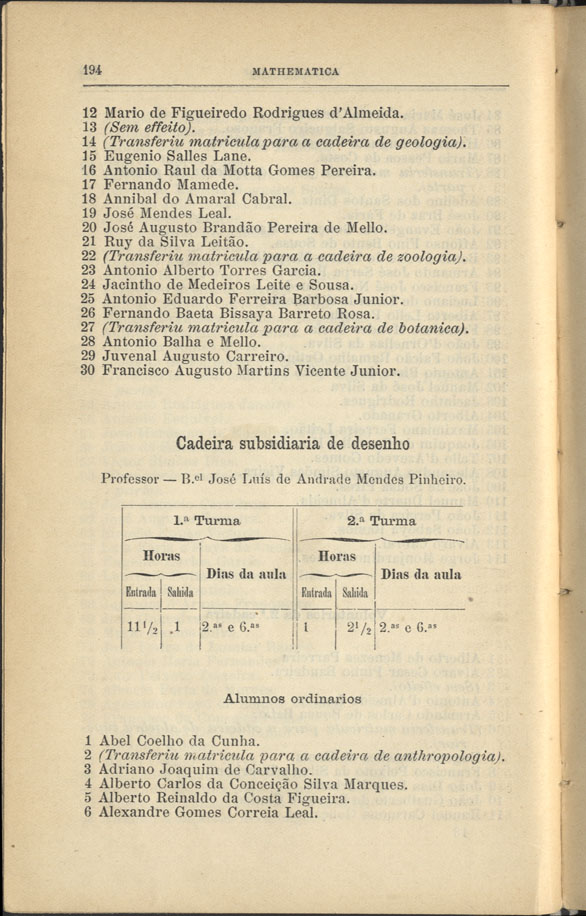 194
MATHEMATICA
12 Mario de Figueiredo Rodrigues d'Almeida.
13 (Sem effeito).
14 (Transferiu matricula para a cadeira de geologia).
15 Eugenio Salles Lane.
16 Antonio Raul da Motta Gomes Pereira.
17 Fernando Mamede.
18 Annibal do Amaral Cabral.
19 José Mendes Leal.
20 José Augusto Brandão Pereira de Mello.
21 Ruy da Silva Leitão.
22 (Transferiu matricula para a cadeira de zoologia).
23 Antonio Alberto Torres Garcia.
24 Jacintho de Medeiros Leite e Sousa.
25 Antonio Eduardo Ferreira Barbosa Junior.
26 Fernando Baeta Bissaya Barreto Rosa.
27 (Transferiu matricula para a cadeira de botanica).
28 Antonio Balha e Mello.
29 Juvenal Augusto Carreiro.
30 Francisco Augusto Martins Vicente Junior.
Cadeira subsidiaria de desenho
Professor — B.el José Luís de Andrade Mendes Pinheiro.
1.ª Turma 2.ª Turma
Horas Dias da aula Horas Dias da aula
Entrada Sahida Entrada Sahida
11 1/2 1 2.as e 6.as 1 2 1/2 2.as e 6.as
Alumnos ordinarios
1 Abel Coelho da Cunha.
2 (Transferiu matricula para a cadeira de anthropologia).
3 Adriano Joaquim de Carvalho.
4 Alberto Carlos da Conceição Silva Marques.
5 Alberto Reinaldo da Costa Figueira.
6 Alexandre Gomes Correia Leal.